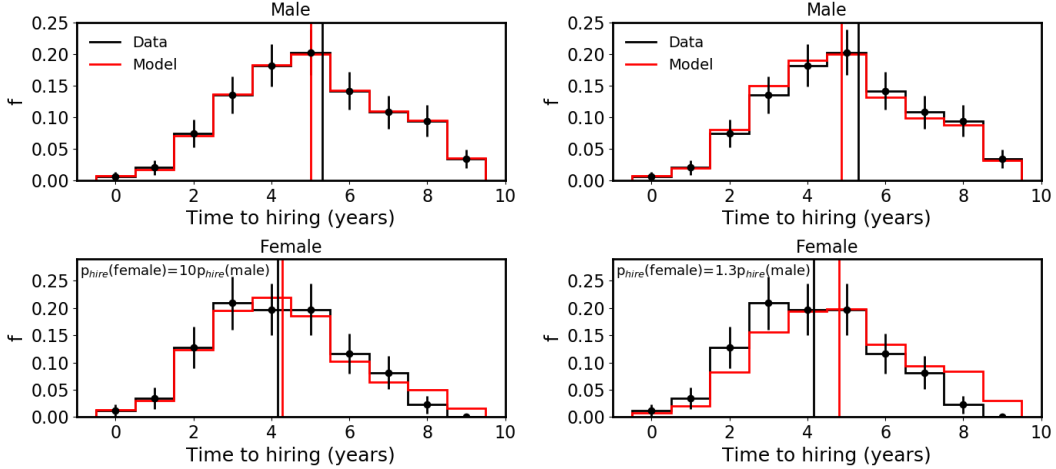 Male
0.25
0.20
0.15
0.10
0.05
0.00
f
Data
Model
0 2 4 6 8 10
Time to hiring (years)
Male
0.25
0.20
0.15
0.10
0.05
0.00
f
Data
Model
0 2 4 6 8 10
Time to hiring (years)
Female
p_hire(female)=10p_hire(male)
0.25
0.20
0.15
0.10
0.05
0.00
f
0 2 4 6 8 10
Time to hiring (years)
Female
p_hire(female)=1.3p_hire(male)
0.25
0.20
0.15
0.10
0.05
0.00
f
0 2 4 6 8 10
Time to hiring (years)